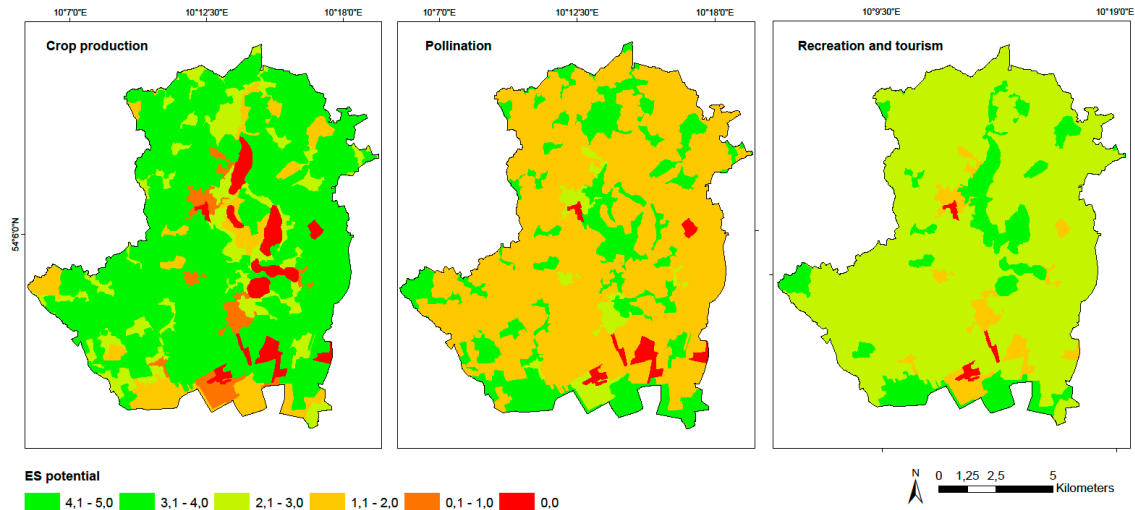 10°7'0"E 10°12'30"E 10°18'0"E 10°7'0"E 10°12'30"E 10°18'0"E 10°9'30"E 10°19'0"E
Crop production Pollination Recreation and tourism
54°6'0"N
ES potential
4,1 - 5,0 3,1 - 4,0 2,1 - 3,0 1,1 - 2,0 0,1 - 1,0 0,0
N
0 1,25 2,5 5
Kilometers